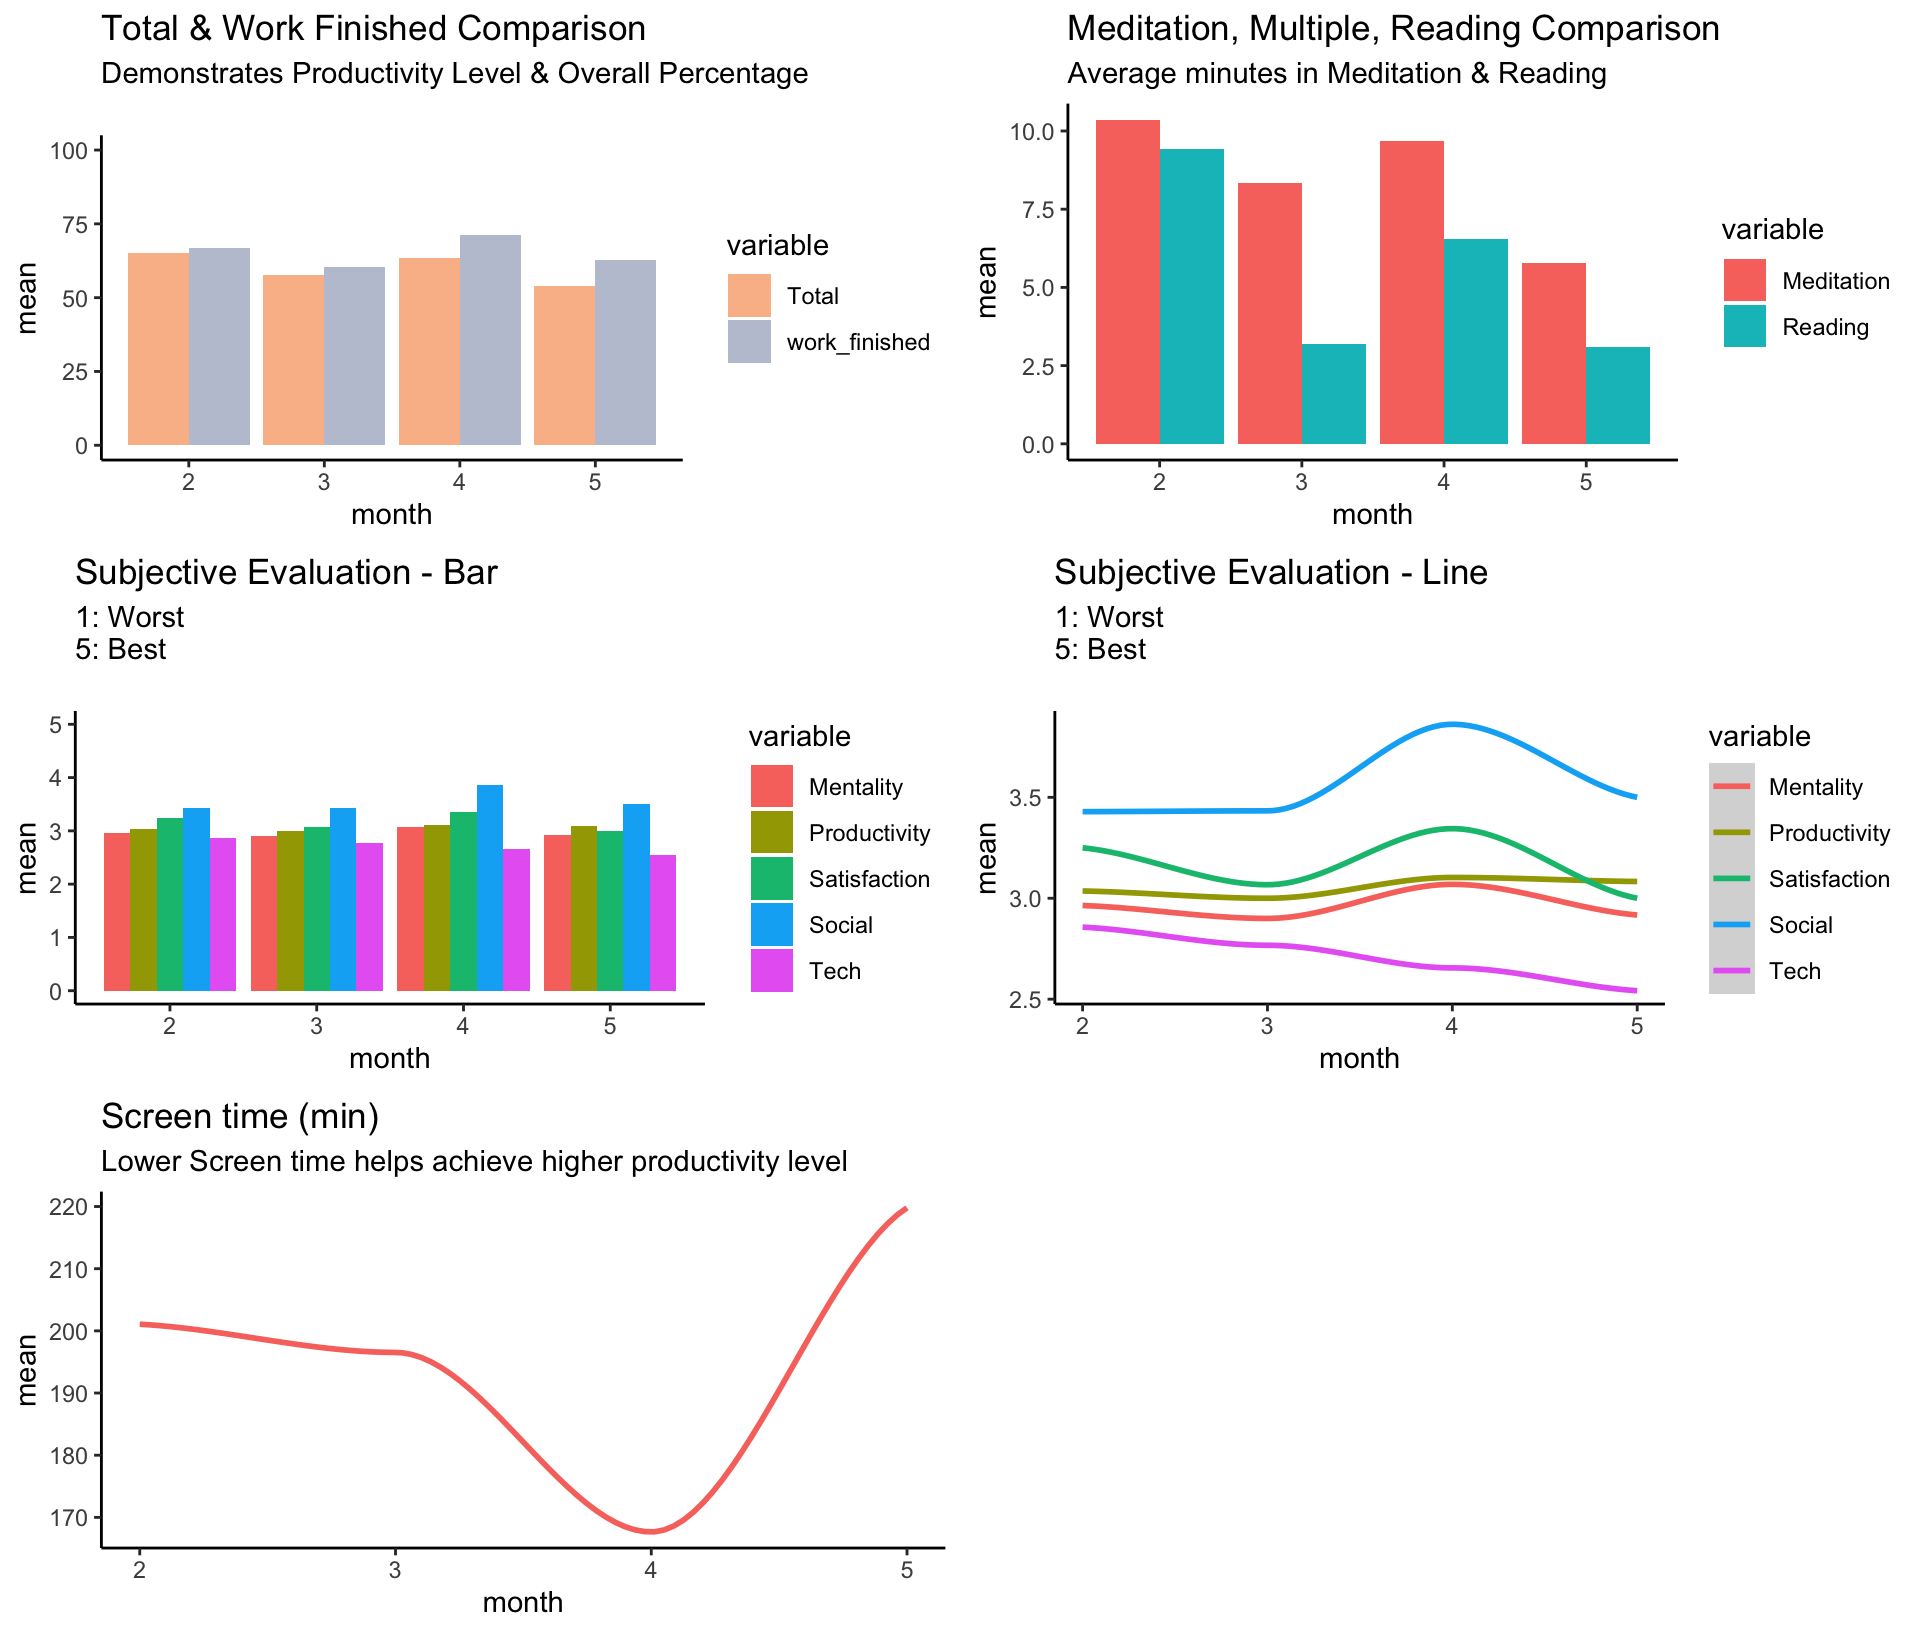 Total & Work Finished Comparison
Demonstrates Productivity Level & Overall Percentage
100
75
50
25
0
mean
2 3 4 5
month
variable
Total
work_finished
Meditation, Multiple, Reading Comparison
Average minutes in Meditation & Reading
10.0
7.5
5.0
2.5
0.0
mean
2 3 4 5
month
variable
Meditation
Reading
Subjective Evaluation - Bar
1: Worst
5: Best
5
4
3
2
1
0
mean
2 3 4 5
month
variable
Mentality
Productivity
Satisfaction
Social
Tech
Subjective Evaluation - Line
1: Worst
5: Best
3.5
3.0
2.5
mean
2 3 4 5
month
variable
Mentality
Productivity
Satisfaction
Social
Tech
Screen time (min)
Lower Screen time helps achieve higher productivity level
220
210
200
190
180
170
mean
2 3 4 5
month